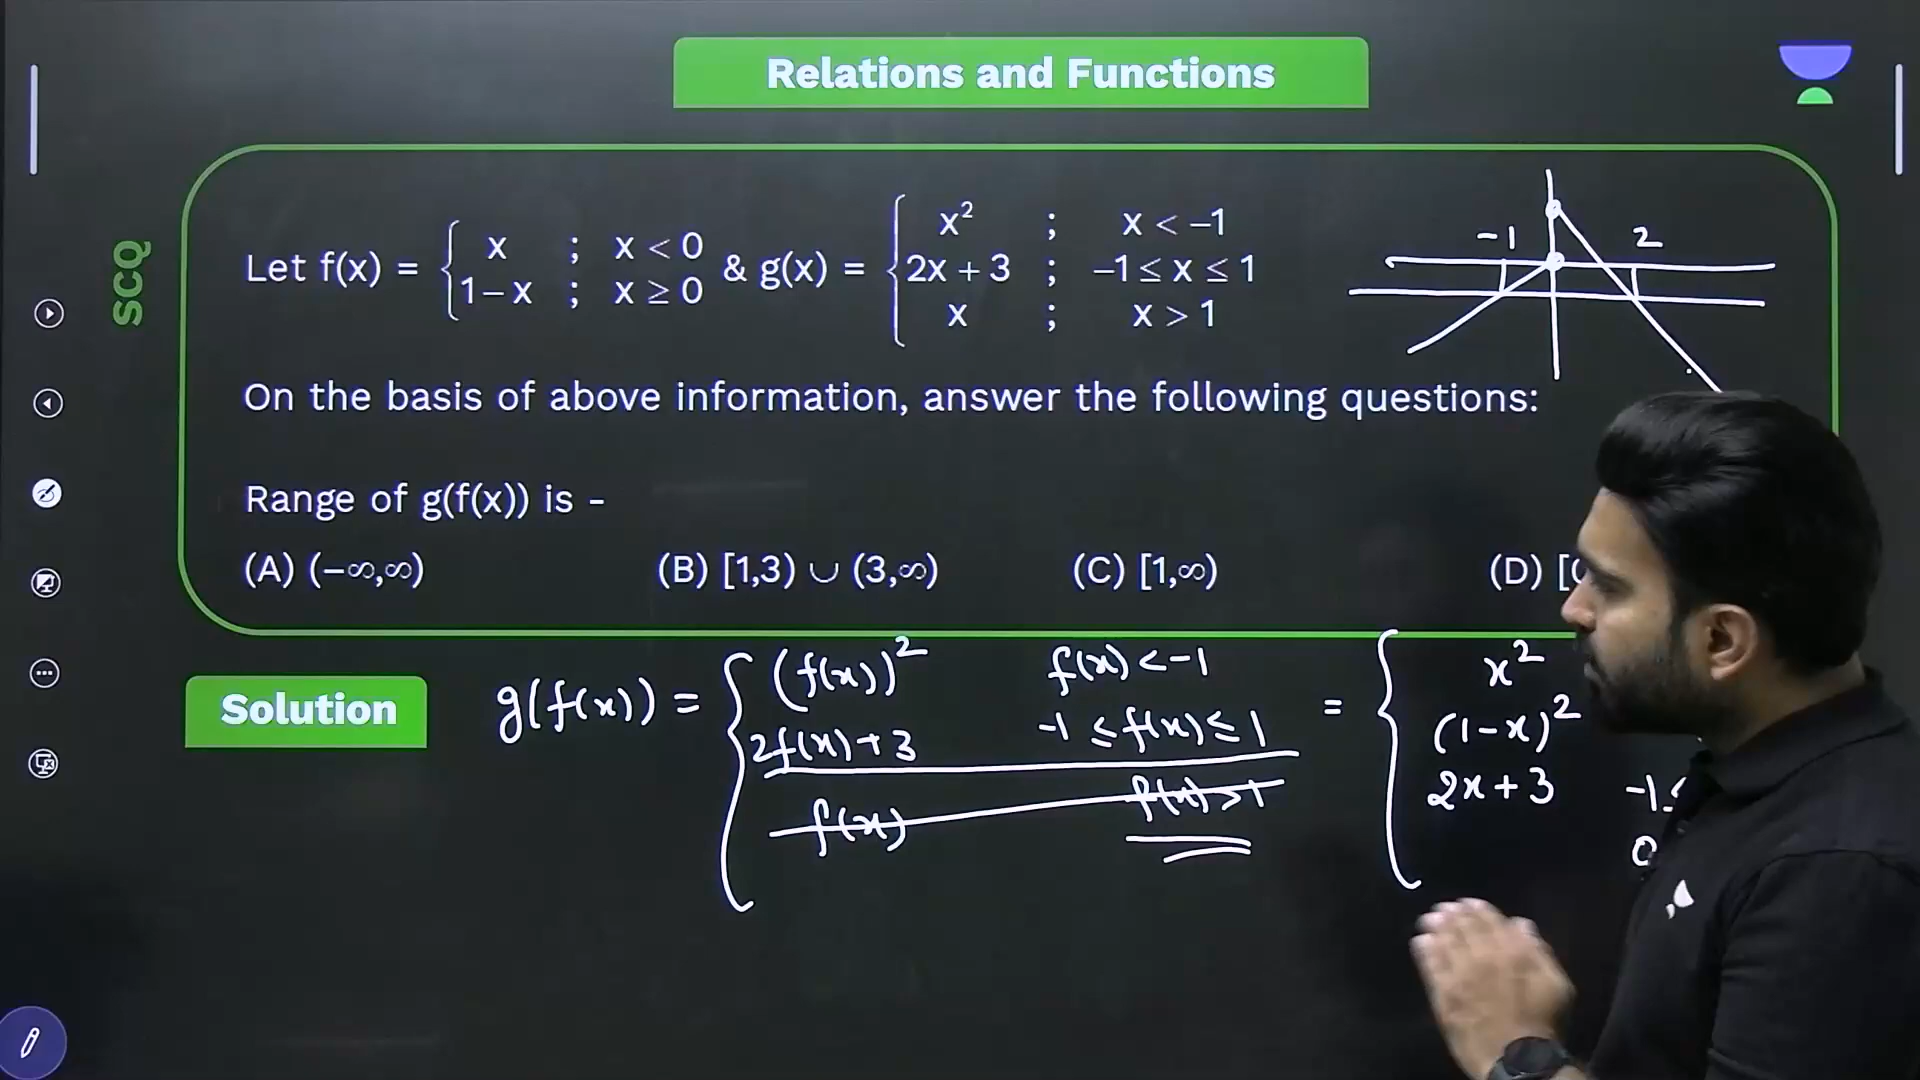 Relations and Functions
SCQ
Let f(x) = { x ; x < 0
1−x ; x ≥ 0 & g(x) = { x² ; x < −1
2x + 3 ; −1 ≤ x ≤ 1
x ; x > 1
-1 2
On the basis of above information, answer the following questions:
Range of g(f(x)) is -
(A) (−∞,∞) (B) [1,3) ∪ (3,∞) (C) [1,∞) (D) [
Solution
g(f(x)) = { (f(x))² f(x) < -1
2f(x)+3 -1 ≤ f(x) ≤ 1
f(x) f(x) > 1
= { x²
(1-x)²
2x+3 -1 ≤
0